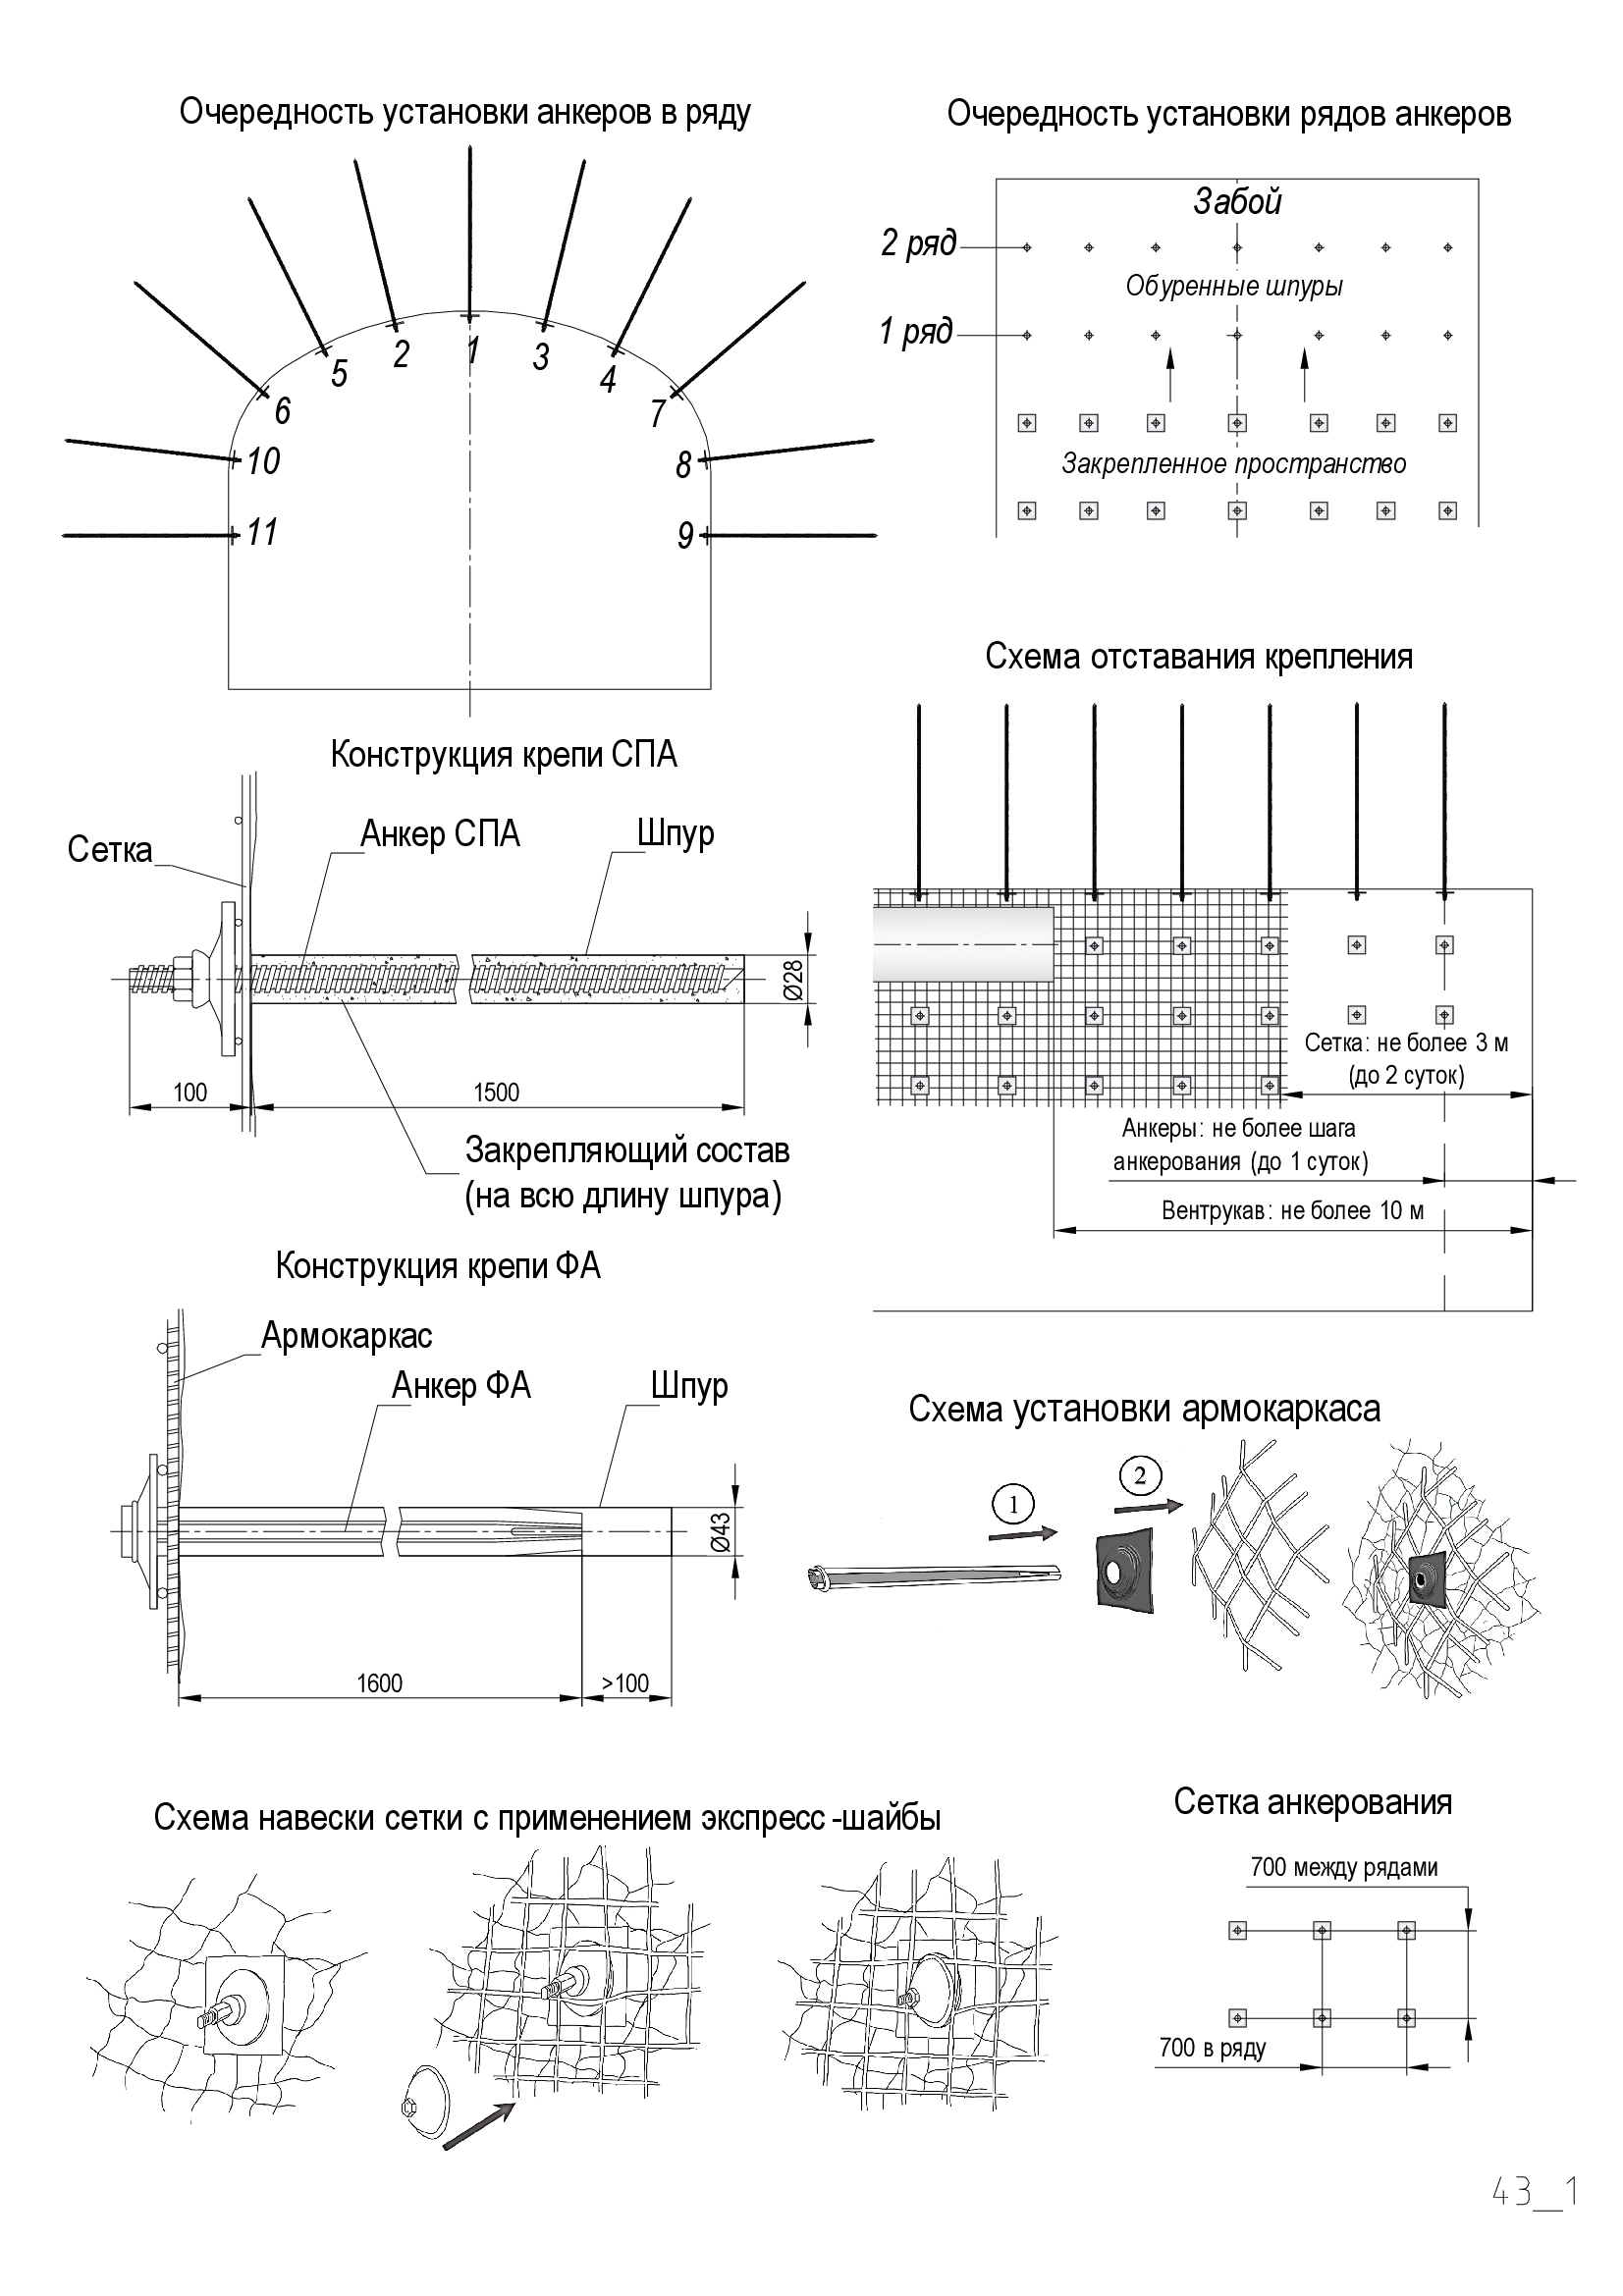 Очередность установки анкеров в ряду
1
2
3
4
5
6
7
8
9
10
11
Очередность установки рядов анкеров
Забой
2 ряд
Обуренные шпуры
1 ряд
Закрепленное пространство
Схема отставания крепления
Сетка: не более 3 м
(до 2 суток)
Анкеры: не более шага
анкерования (до 1 суток)
Вентрукав: не более 10 м
Конструкция крепи СПА
Сетка
Анкер СПА
Шпур
Ø28
100
1500
Закрепляющий состав
(на всю длину шпура)
Конструкция крепи ФА
Армокаркас
Анкер ФА
Шпур
Ø43
1600
>100
Схема установки армокаркаса
1
2
Схема навески сетки с применением экспресс-шайбы
Сетка анкерования
700 между рядами
700 в ряду
43_1